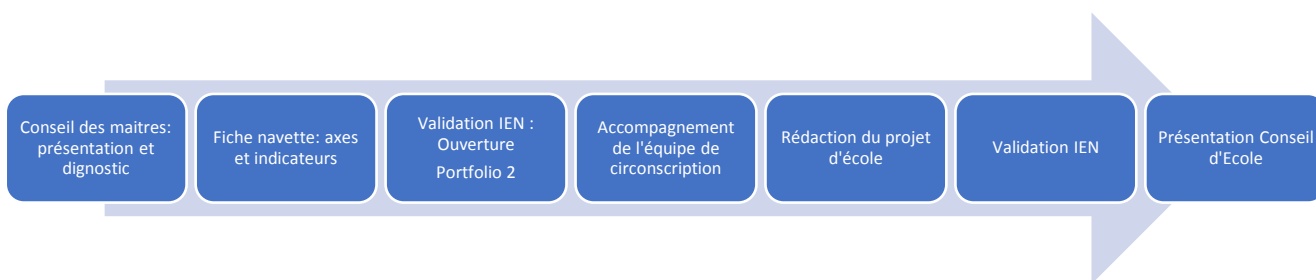 Conseil des maitres:
présentation et
dignostic
Fiche navette: axes
et indicateurs
Validation IEN :
Ouverture
Portfolio 2
Accompagnement
de l'équipe de
circonscription
Rédaction du projet
d'école
Validation IEN
Présentation Conseil
d'Ecole